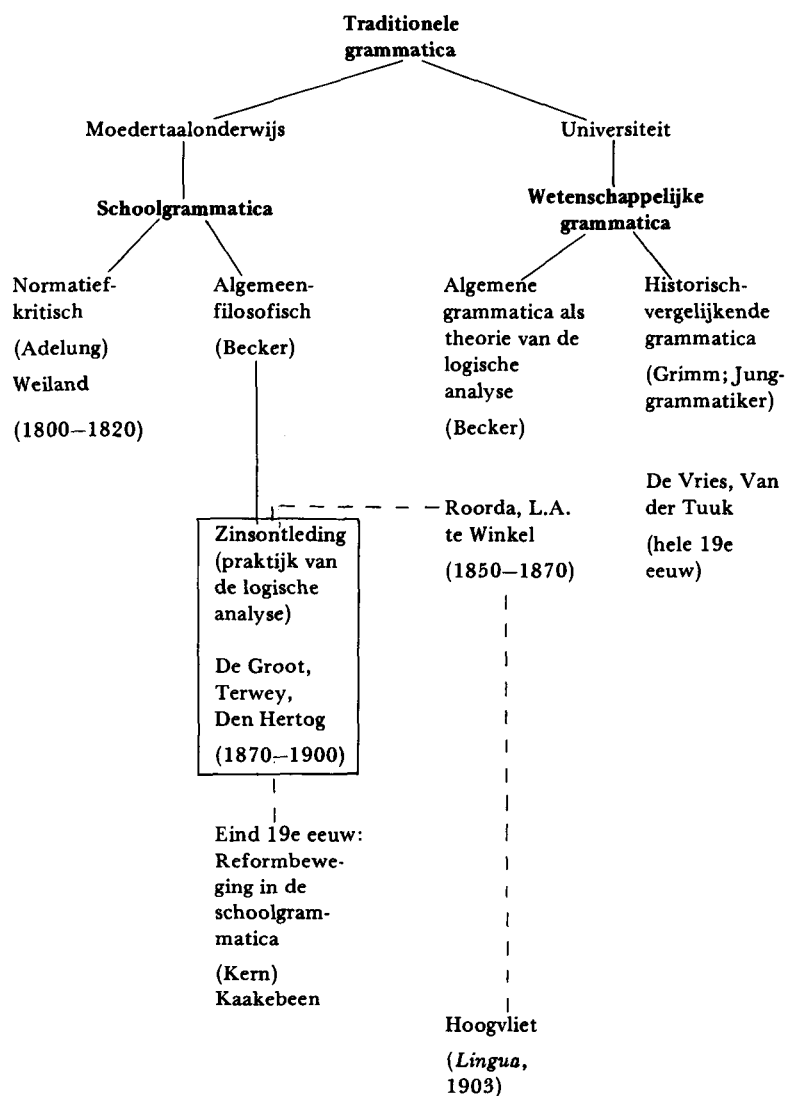 Traditionele
grammatica
Moedertaalonderwijs
Universiteit
Schoolgrammatica
Wetenschappelijke
grammatica
Normatief-
kritisch
(Adelung)
Weiland
(1800–1820)
Algemeen-
filosofisch
(Becker)
Algemene
grammatica als
theorie van de
logische
analyse
(Becker)
Historisch-
vergelijkende
grammatica
(Grimm; Jung-
grammatiker)
De Vries, Van
der Tuuk
(hele 19e
eeuw)
Roorda, L.A.
te Winkel
(1850–1870)
Zinsontleding
(praktijk van
de logische
analyse)
De Groot,
Terwey,
Den Hertog
(1870–1900)
Eind 19e eeuw:
Reformbewe-
ging in de
schoolgram-
matica
(Kern)
Kaakebeen
Hoogvliet
(Lingua,
1903)